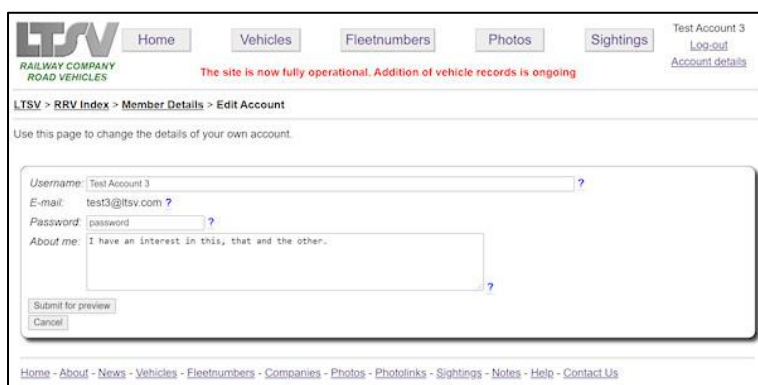 LTSV
RAILWAY COMPANY
ROAD VEHICLES
Home Vehicles Fleetnumbers Photos Sightings
Test Account 3
Log-out
Account details
The site is now fully operational. Addition of vehicle records is ongoing
LTSV > RRV Index > Member Details > Edit Account
Use this page to change the details of your own account.
Username: Test Account 3 ?
E-mail: test3@ltsv.com ?
Password: password ?
About me: I have an interest in this, that and the other.
?
Submit for preview
Cancel
Home - About - News - Vehicles - Fleetnumbers - Companies - Photos - Photolinks - Sightings - Notes - Help - Contact Us